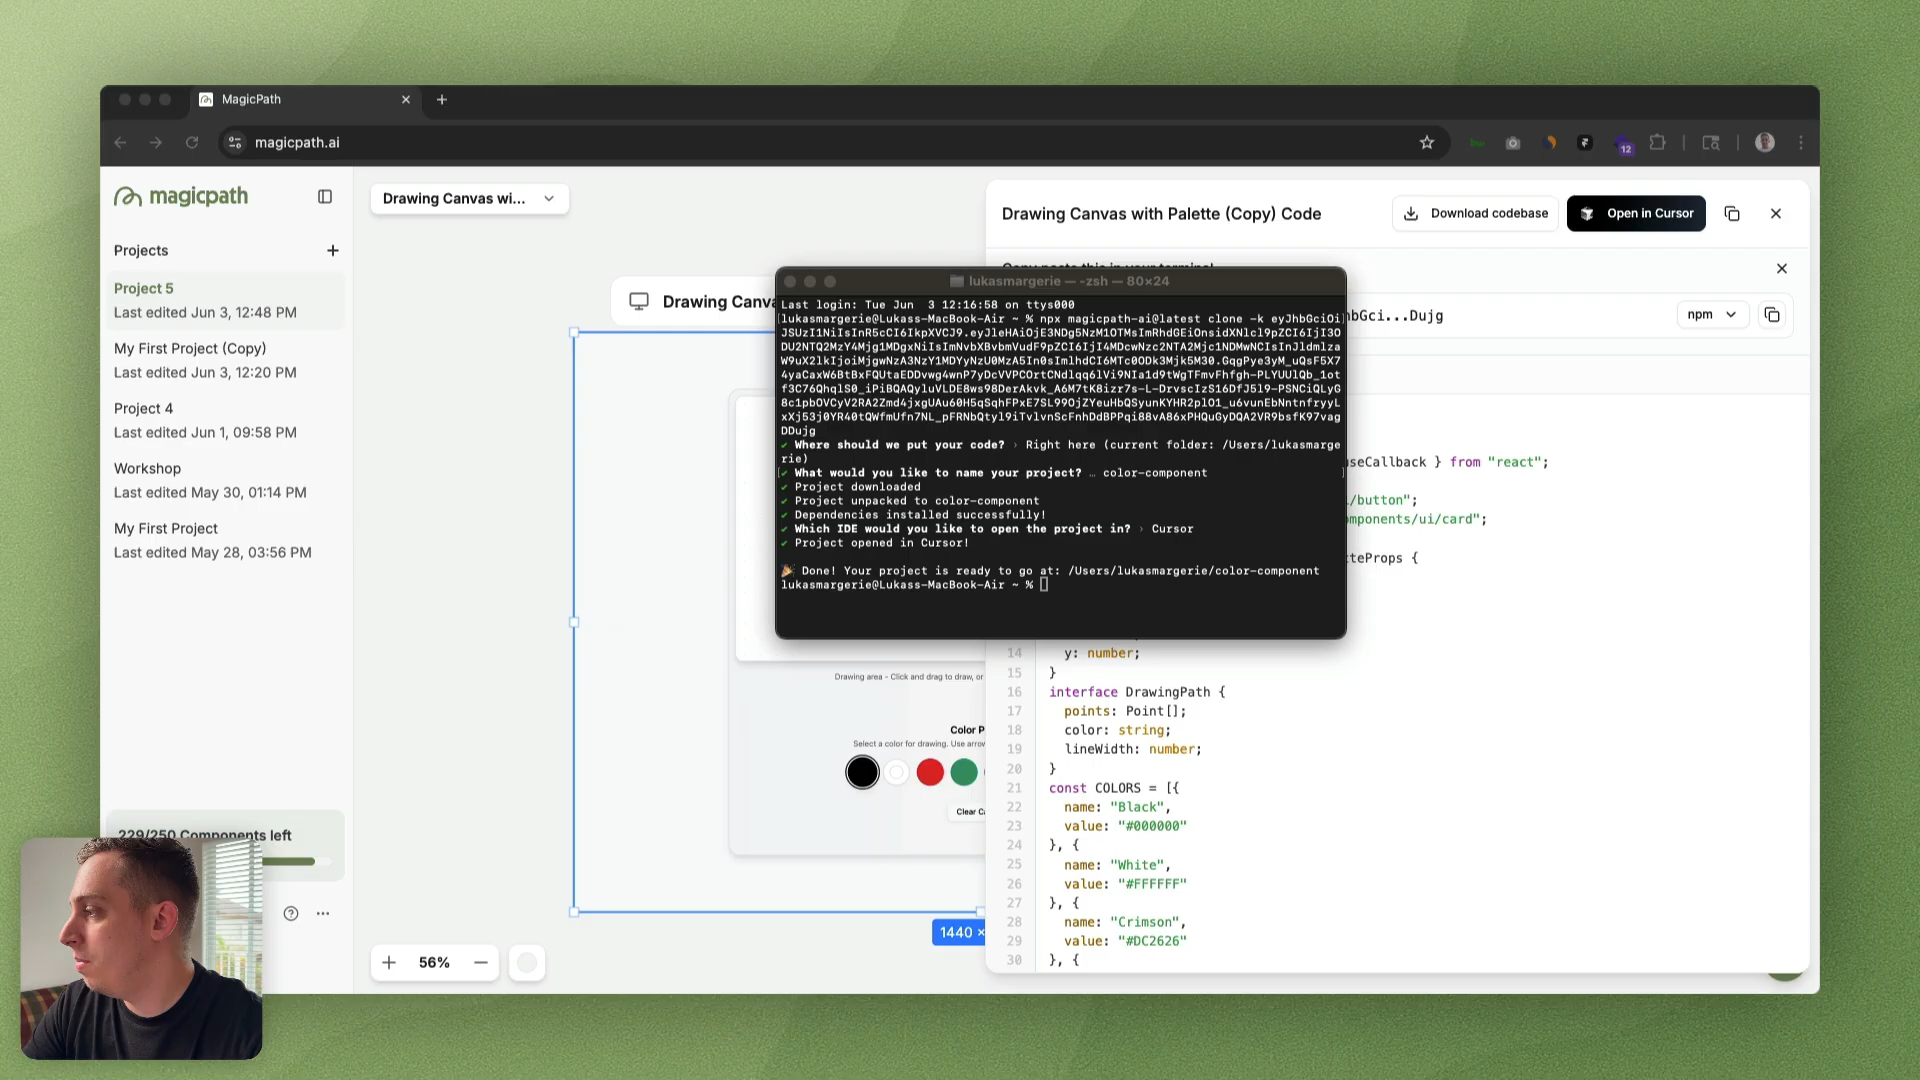 MagicPath
magicpath.ai
12
magicpath
Projects
Project 5
Last edited Jun 3, 12:48 PM
My First Project (Copy)
Last edited Jun 3, 12:20 PM
Project 4
Last edited Jun 1, 09:58 PM
Workshop
Last edited May 30, 01:14 PM
My First Project
Last edited May 28, 03:56 PM
229/250 Components left
Drawing Canvas wi...
Drawing Canva
Drawing area - Click and drag to draw, or
Color P
Select a color for drawing. Use arrow
Clear Ca
1440 ×
56%
Drawing Canvas with Palette (Copy) Code
Download codebase
Open in Cursor
lukasmargerie — -zsh — 80×24
Last login: Tue Jun 3 12:16:58 on ttys000
lukasmargerie@Lukass-MacBook-Air ~ % npx magicpath-ai@latest clone -k eyJhbGciOi
✓ Where should we put your code? › Right here (current folder: /Users/lukasmarge
rie)
✓ What would you like to name your project? … color-component
✓ Project downloaded
✓ Project unpacked to color-component
✓ Dependencies installed successfully!
✓ Which IDE would you like to open the project in? › Cursor
✓ Project opened in Cursor!
🎉 Done! Your project is ready to go at: /Users/lukasmargerie/color-component
lukasmargerie@Lukass-MacBook-Air ~ %
bGci...Dujg
npm
seCallback } from "react";
/button";
mponents/ui/card";
tteProps {
14 y: number;
15 }
16 interface DrawingPath {
17 points: Point[];
18 color: string;
19 lineWidth: number;
20 }
21 const COLORS = [{
22 name: "Black",
23 value: "#000000"
24 }, {
25 name: "White",
26 value: "#FFFFFF"
27 }, {
28 name: "Crimson",
29 value: "#DC2626"
30 }, {